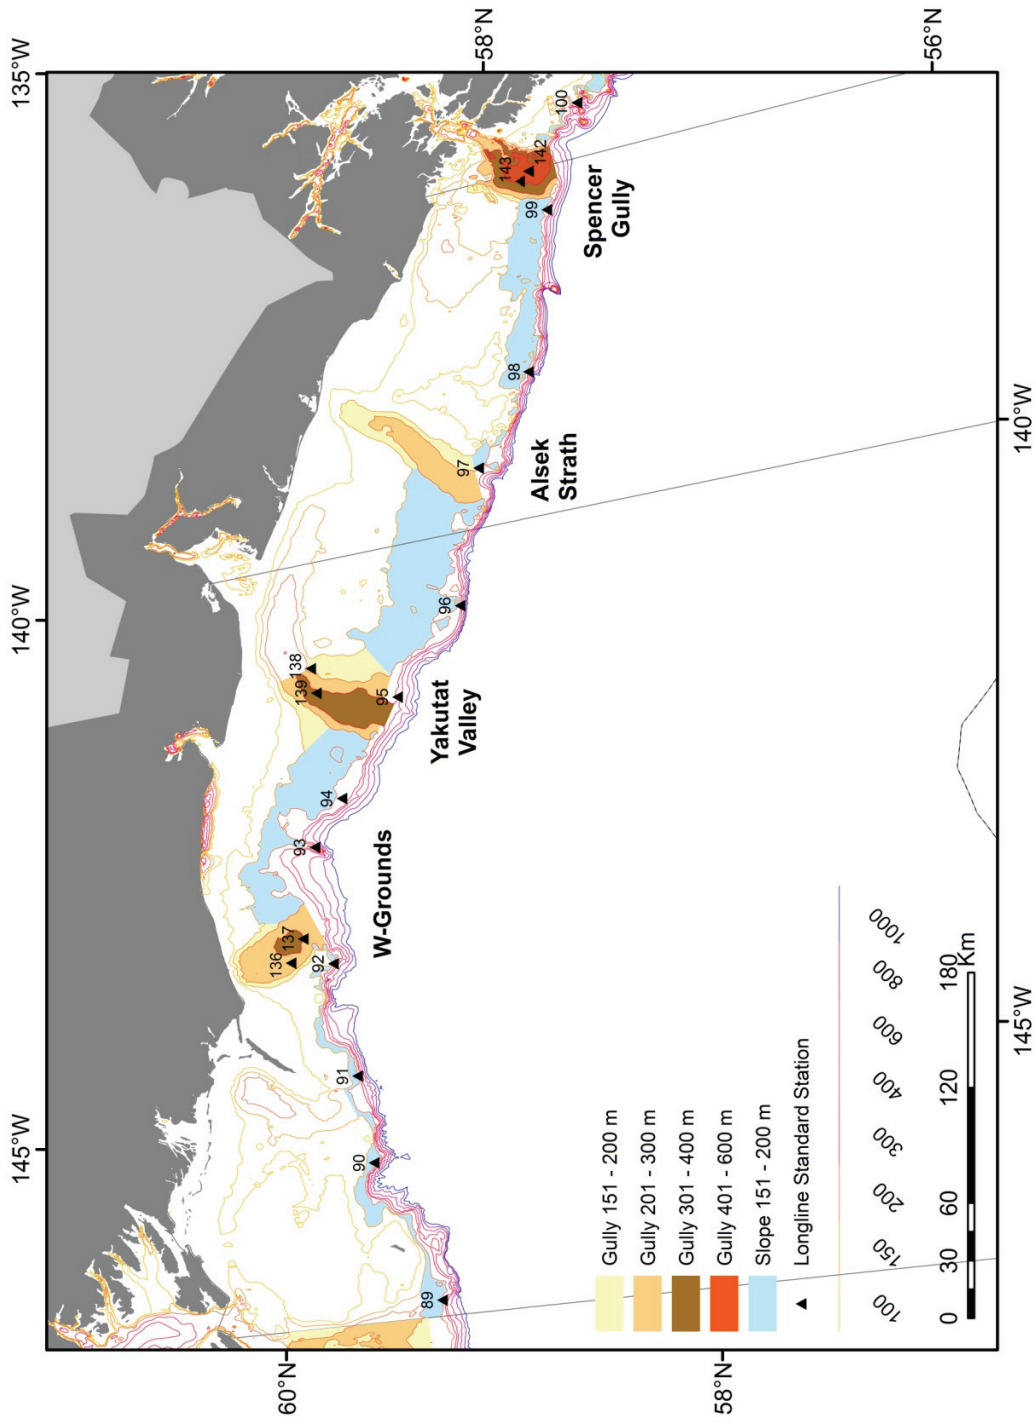 145°W
140°W
135°W
60°N
58°N
58°N
56°N
145°W
140°W
89
90
91
92
136
137
93
94
95
139
138
96
97
98
99
143
142
100
W-Grounds
Yakutat
Valley
Alsek
Strath
Spencer
Gully
Gully 151 - 200 m
Gully 201 - 300 m
Gully 301 - 400 m
Gully 401 - 600 m
Slope 151 - 200 m
Longline Standard Station
100 150 200 300 400 600 800 1000
0 30 60 120 180
Km